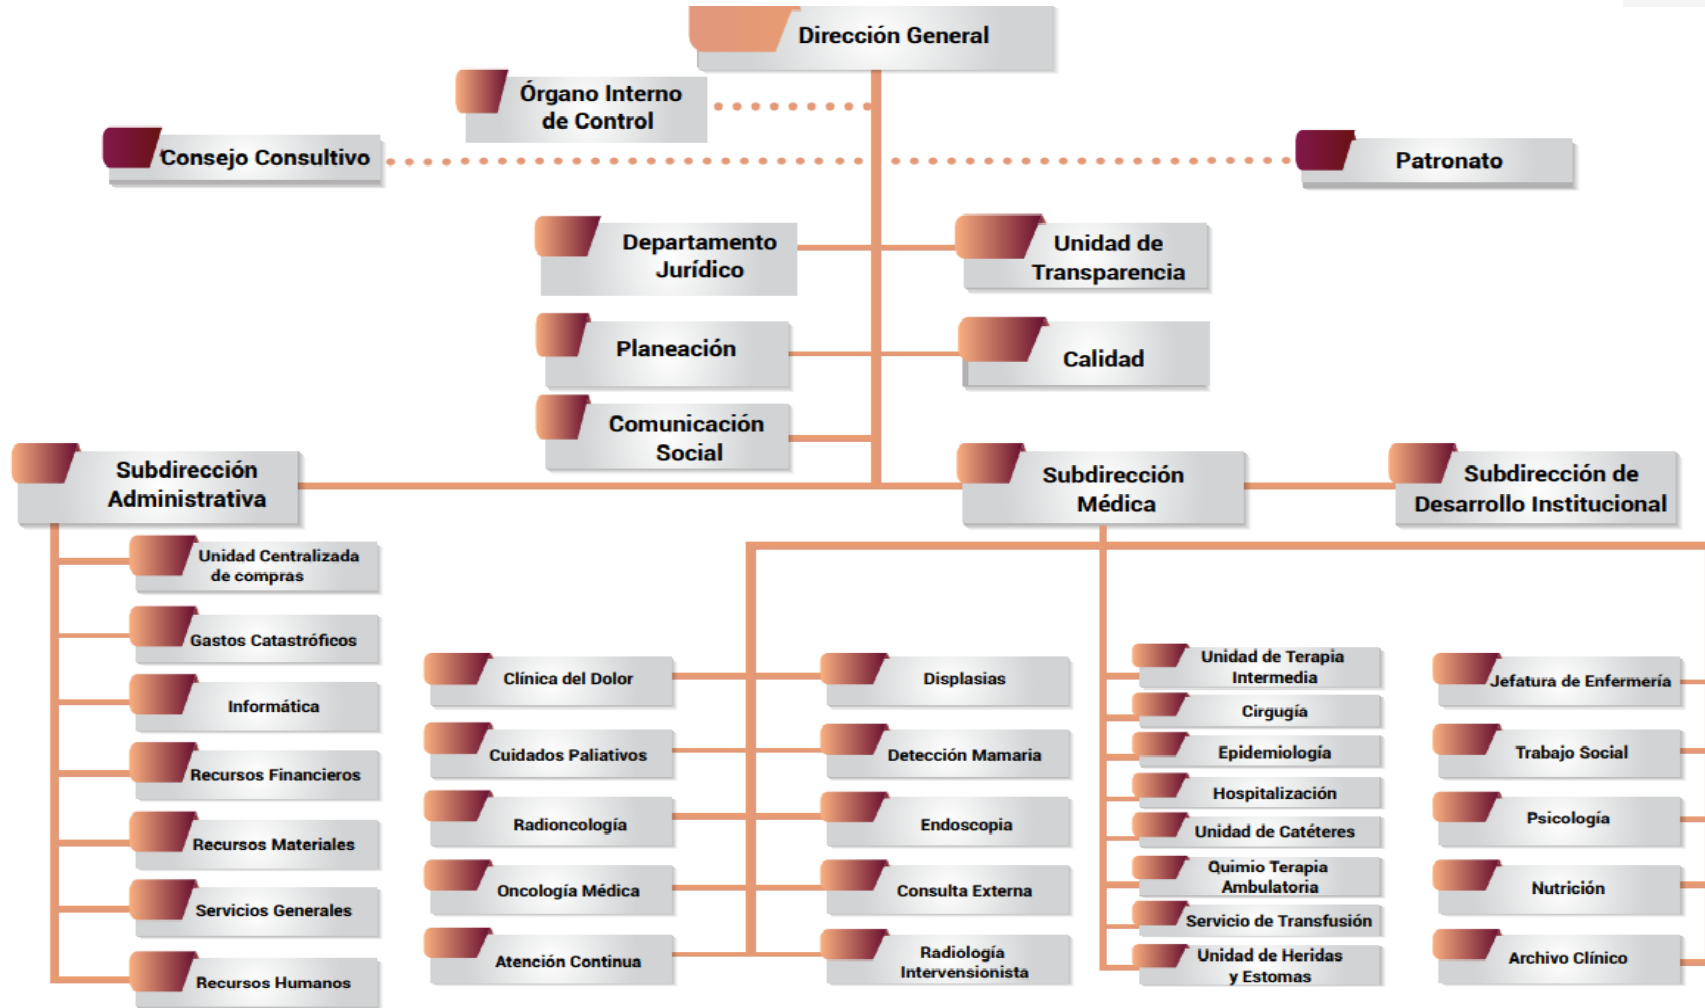 Dirección General
Órgano Interno
de Control
Consejo Consultivo
Patronato
Departamento
Jurídico
Unidad de
Transparencia
Planeación
Calidad
Comunicación
Social
Subdirección
Administrativa
Subdirección
Médica
Subdirección de
Desarrollo Institucional
Unidad Centralizada
de compras
Gastos Catastróficos
Informática
Recursos Financieros
Recursos Materiales
Servicios Generales
Recursos Humanos
Clínica del Dolor
Cuidados Paliativos
Radioncología
Oncología Médica
Atención Continua
Displasias
Detección Mamaria
Endoscopia
Consulta Externa
Radiología
Intervensionista
Unidad de Terapia
Intermedia
Cirgugía
Epidemiología
Hospitalización
Unidad de Catéteres
Quimio Terapia
Ambulatoria
Servicio de Transfusión
Unidad de Heridas
y Estomas
Jefatura de Enfermería
Trabajo Social
Psicología
Nutrición
Archivo Clínico